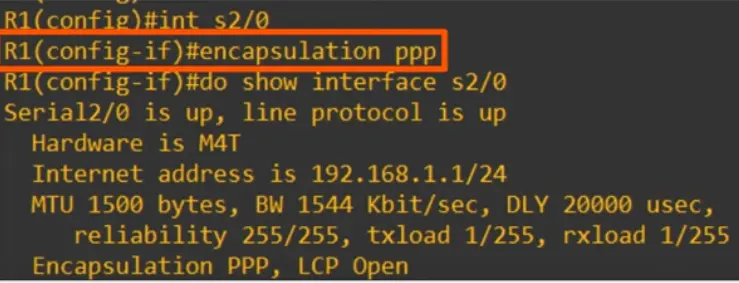 R1(config)#int s2/0
R1(config-if)#encapsulation ppp
R1(config-if)#do show interface s2/0
Serial2/0 is up, line protocol is up
Hardware is M4T
Internet address is 192.168.1.1/24
MTU 1500 bytes, BW 1544 Kbit/sec, DLY 20000 usec,
reliability 255/255, txload 1/255, rxload 1/255
Encapsulation PPP, LCP Open